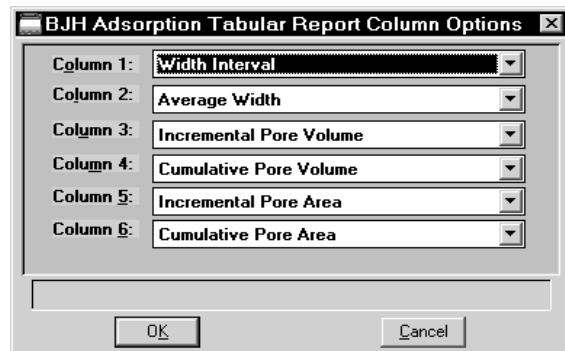 BJH Adsorption Tabular Report Column Options
Column 1: Width Interval
Column 2: Average Width
Column 3: Incremental Pore Volume
Column 4: Cumulative Pore Volume
Column 5: Incremental Pore Area
Column 6: Cumulative Pore Area
OK Cancel